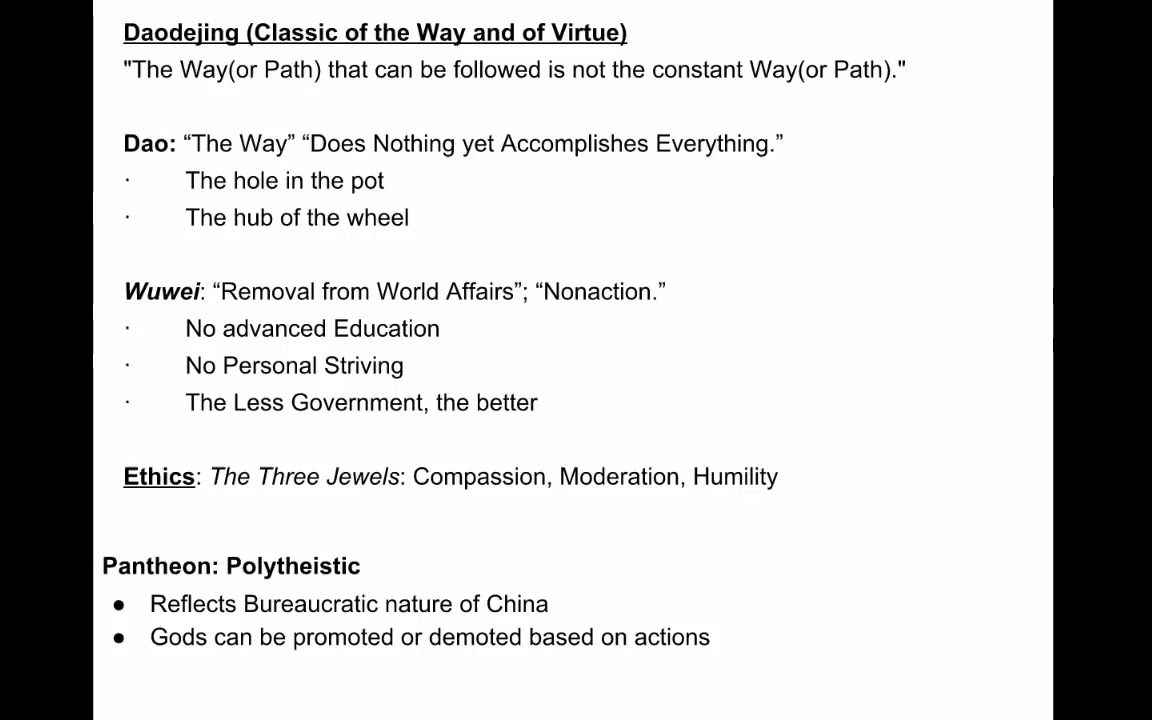 Daodejing (Classic of the Way and of Virtue)
"The Way(or Path) that can be followed is not the constant Way(or Path)."
Dao: “The Way” “Does Nothing yet Accomplishes Everything.”
· The hole in the pot
· The hub of the wheel
Wuwei: “Removal from World Affairs”; “Nonaction.”
· No advanced Education
· No Personal Striving
· The Less Government, the better
Ethics: The Three Jewels: Compassion, Moderation, Humility
Pantheon: Polytheistic
● Reflects Bureaucratic nature of China
● Gods can be promoted or demoted based on actions